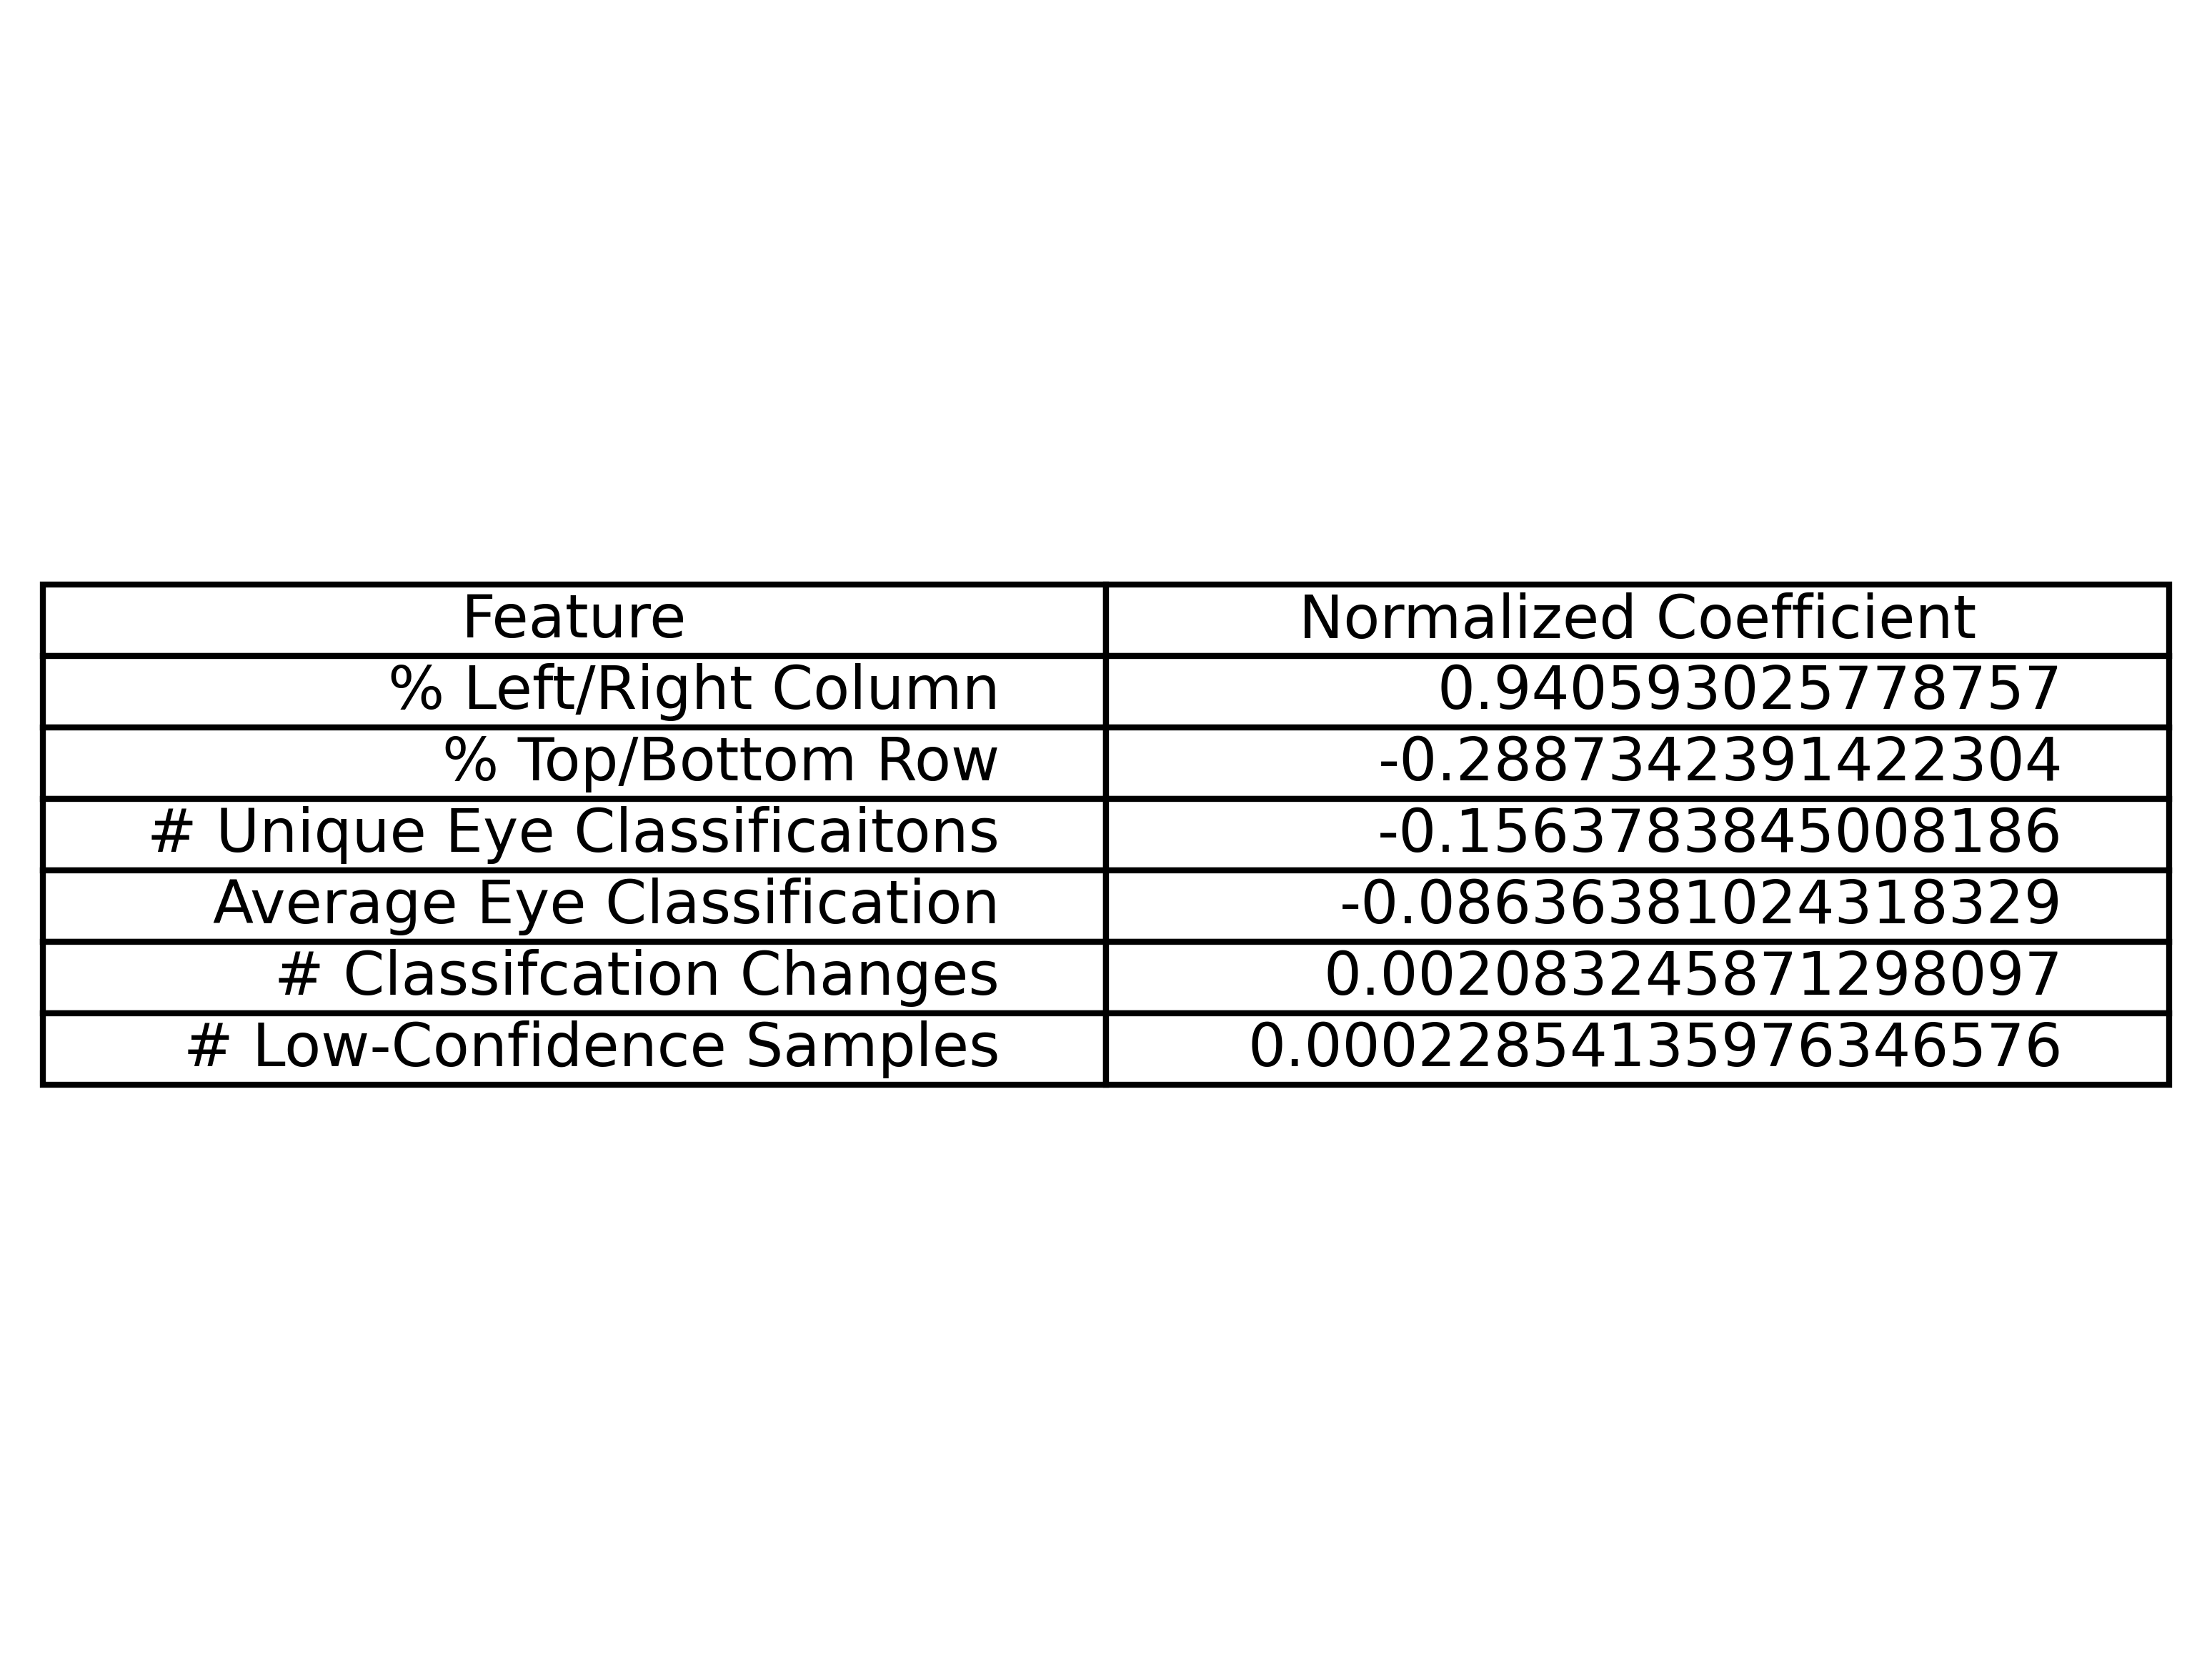 Feature Normalized Coefficient
% Left/Right Column 0.940593025778757
% Top/Bottom Row -0.2887342391422304
# Unique Eye Classificaitons -0.1563783845008186
Average Eye Classification -0.08636381024318329
# Classifcation Changes 0.002083245871298097
# Low-Confidence Samples 0.00022854135976346576